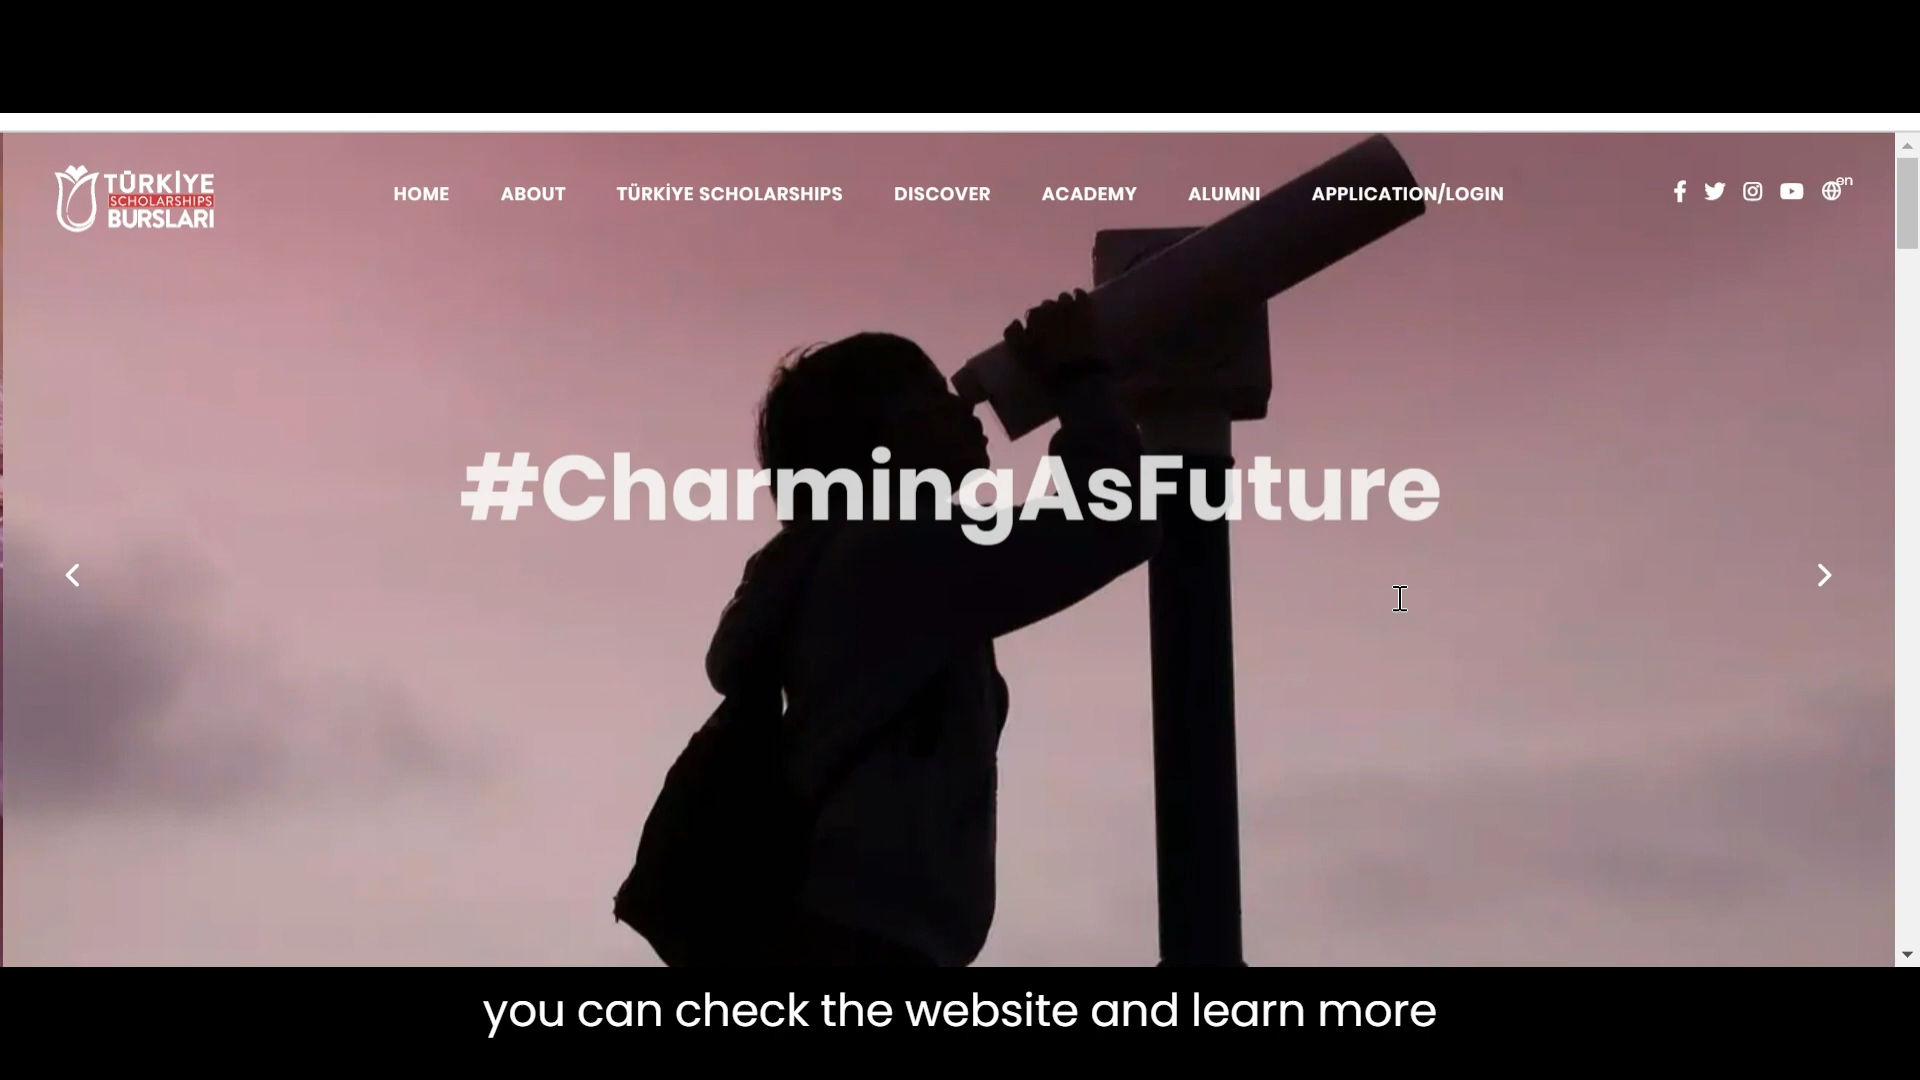 TÜRKİYE
SCHOLARSHIPS
BURSLARI
HOME
ABOUT
TÜRKİYE SCHOLARSHIPS
DISCOVER
ACADEMY
ALUMNI
APPLICATION/LOGIN
en
#CharmingAsFuture
you can check the website and learn more